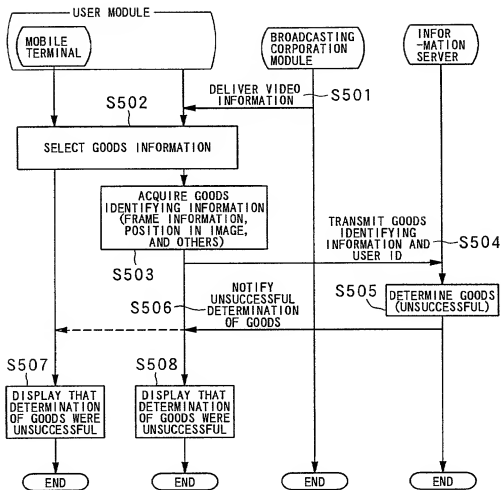 USER MODULE
MOBILE
TERMINAL
BROADCASTING
CORPORATION
MODULE
INFOR
-MATION
SERVER
DELIVER VIDEO
INFORMATION
S501
S502
SELECT GOODS INFORMATION
ACQUIRE GOODS
IDENTIFYING INFORMATION
(FRAME INFORMATION,
POSITION IN IMAGE,
AND OTHERS)
S503
TRANSMIT GOODS
IDENTIFYING
INFORMATION AND
USER ID
S504
S505
DETERMINE GOODS
(UNSUCCESSFUL)
S506
NOTIFY
UNSUCCESSFUL
DETERMINATION
OF GOODS
S507
DISPLAY THAT
DETERMINATION
OF GOODS WERE
UNSUCCESSFUL
S508
DISPLAY THAT
DETERMINATION
OF GOODS WERE
UNSUCCESSFUL
END
END
END
END